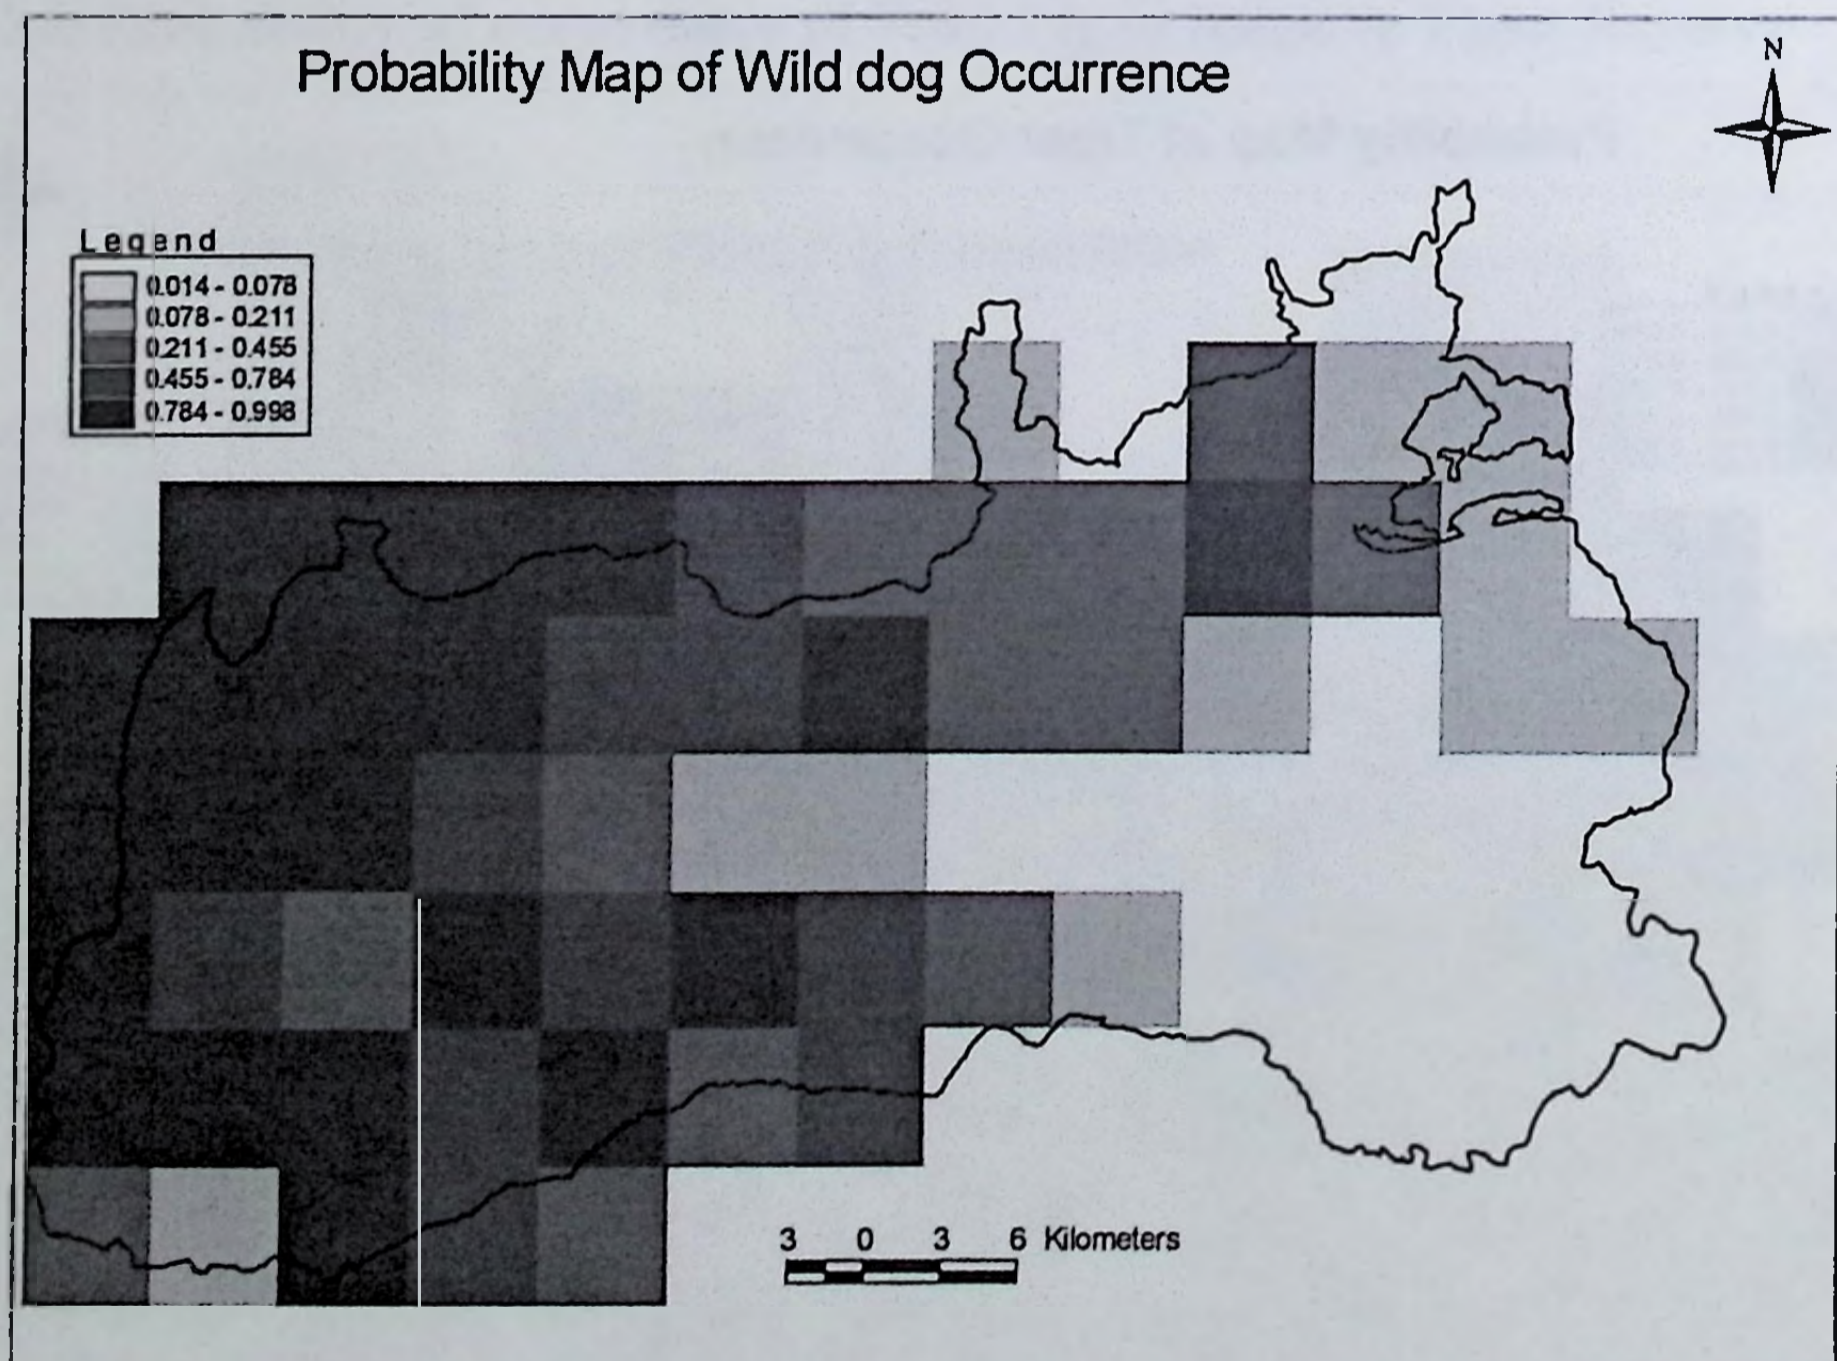 Probability Map of Wild dog Occurrence
N
Legend
0.014 - 0.078
0.078 - 0.211
0.211 - 0.455
0.455 - 0.784
0.784 - 0.998
3 0 3 6 Kilometers